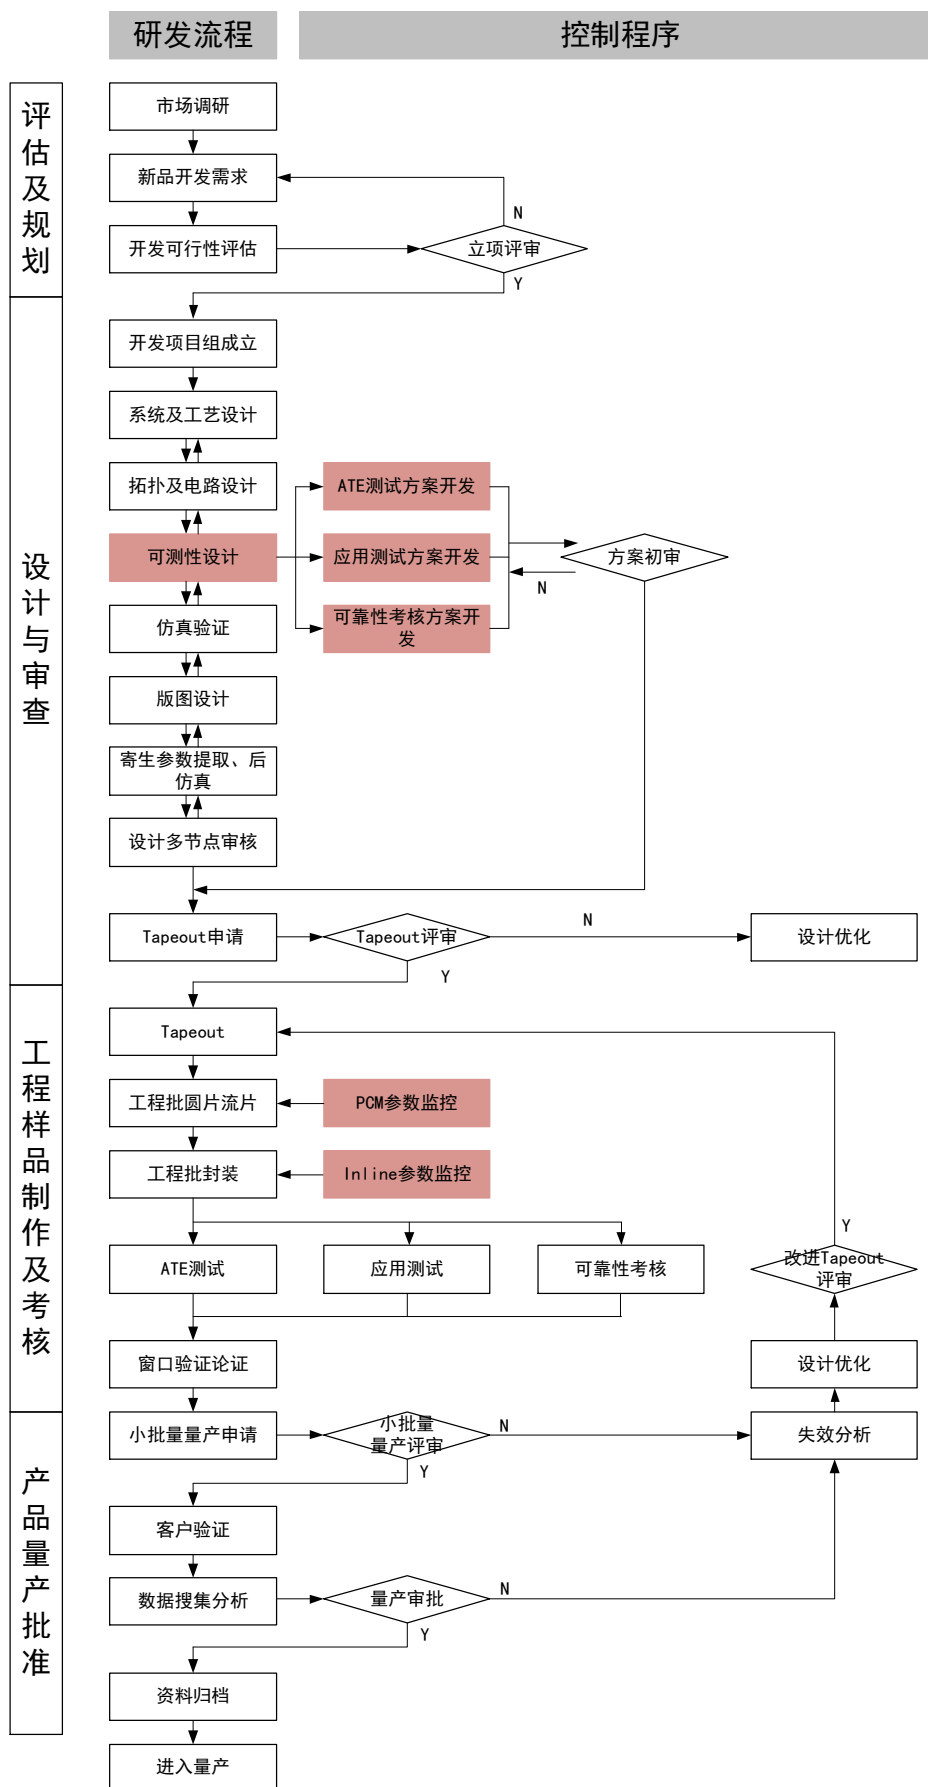 研发流程
控制程序
评估及规划
市场调研
新品开发需求
N
开发可行性评估
立项评审
Y
设计与审查
开发项目组成立
系统及工艺设计
拓扑及电路设计
ATE测试方案开发
可测性设计
应用测试方案开发
方案初审
N
仿真验证
可靠性考核方案开
发
版图设计
寄生参数提取、后
仿真
设计多节点审核
Tapeout申请
Tapeout评审
N
设计优化
Y
工程样品制作及考核
Tapeout
工程批圆片流片
PCM参数监控
工程批封装
Inline参数监控
Y
ATE测试
应用测试
可靠性考核
改进Tapeout
评审
窗口验证论证
设计优化
产品量产批准
小批量量产申请
小批量
量产评审
N
失效分析
Y
客户验证
数据搜集分析
量产审批
N
Y
资料归档
进入量产